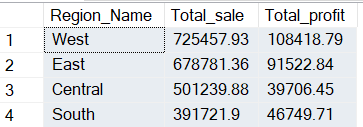 Region_Name Total_sale Total_profit
1 West 725457.93 108418.79
2 East 678781.36 91522.84
3 Central 501239.88 39706.45
4 South 391721.9 46749.71